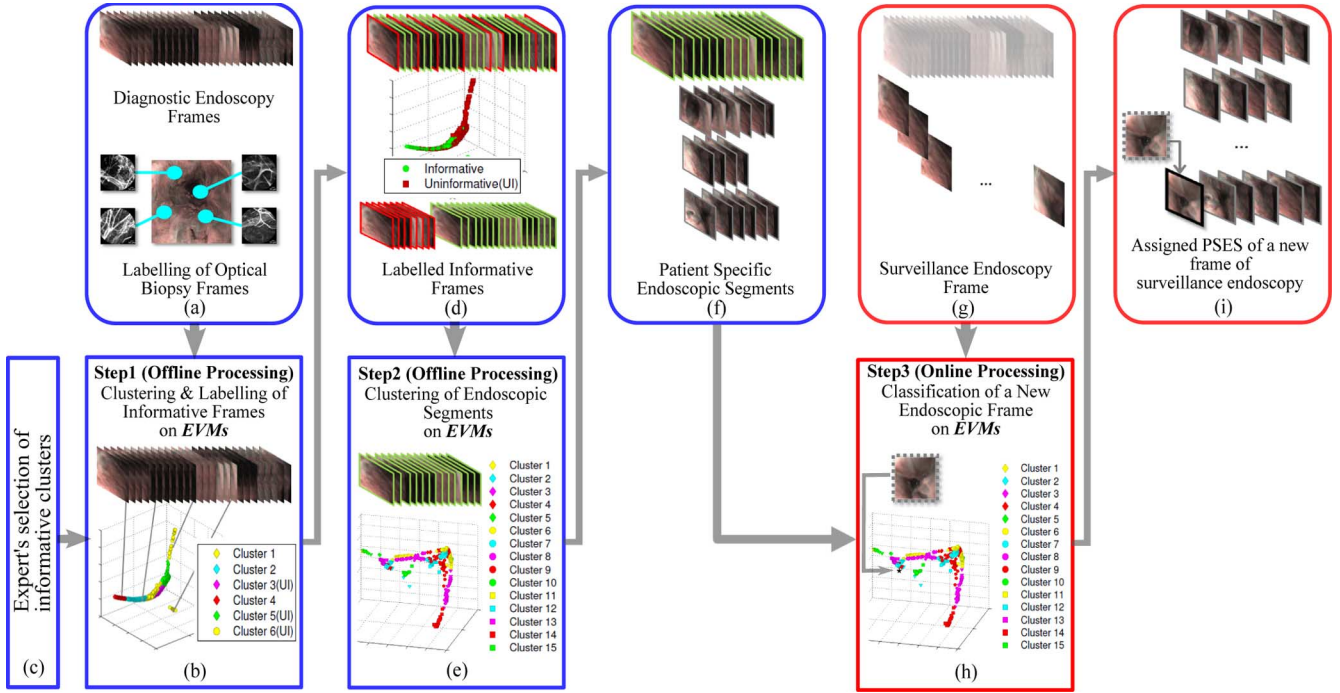 Diagnostic Endoscopy
Frames
Labelling of Optical
Biopsy Frames
(a)
Informative
Uninformative(UI)
Labelled Informative
Frames
(d)
Patient Specific
Endoscopic Segments
(f)
...
Surveillance Endoscopy
Frame
(g)
...
Assigned PSES of a new
frame of
surveillance endoscopy
(i)
Expert's selection of
informative clusters
(c)
Step1 (Offline Processing)
Clustering & Labelling of
Informative Frames
on EVMs
Cluster 1
Cluster 2
Cluster 3(UI)
Cluster 4
Cluster 5(UI)
Cluster 6(UI)
(b)
Step2 (Offline Processing)
Clustering of Endoscopic
Segments
on EVMs
Cluster 1
Cluster 2
Cluster 3
Cluster 4
Cluster 5
Cluster 6
Cluster 7
Cluster 8
Cluster 9
Cluster 10
Cluster 11
Cluster 12
Cluster 13
Cluster 14
Cluster 15
(e)
Step3 (Online Processing)
Classification of a New
Endoscopic Frame
on EVMs
Cluster 1
Cluster 2
Cluster 3
Cluster 4
Cluster 5
Cluster 6
Cluster 7
Cluster 8
Cluster 9
Cluster 10
Cluster 11
Cluster 12
Cluster 13
Cluster 14
Cluster 15
(h)